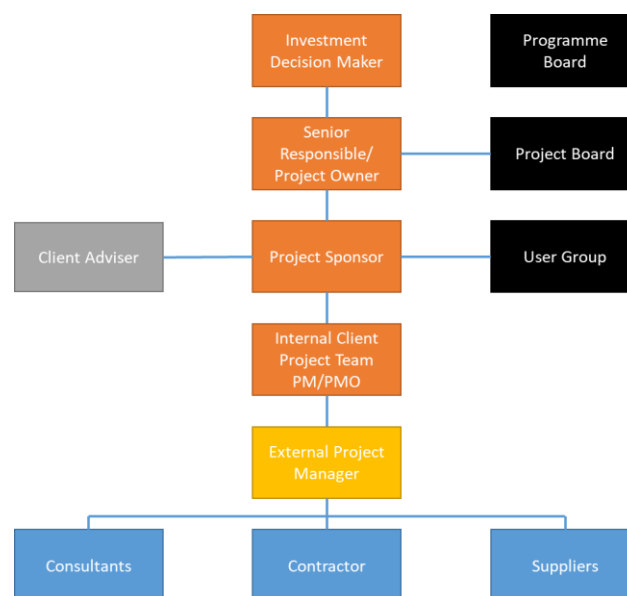 Investment
Decision Maker
Programme
Board
Senior
Responsible/
Project Owner
Project Board
Client Adviser
Project Sponsor
User Group
Internal Client
Project Team
PM/PMO
External Project
Manager
Consultants
Contractor
Suppliers